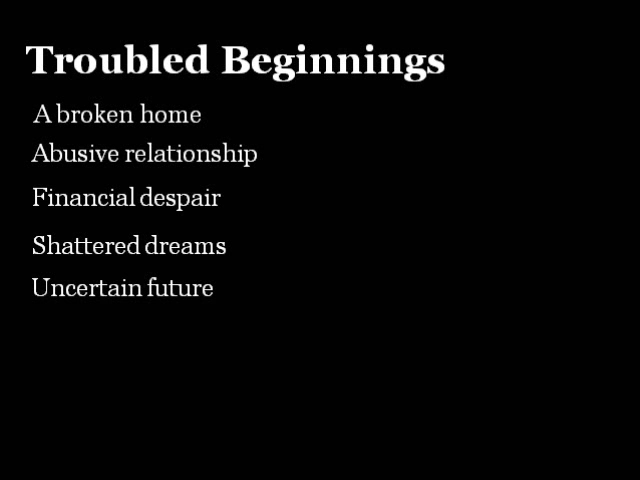 Troubled Beginnings
A broken home
Abusive relationship
Financial despair
Shattered dreams
Uncertain future